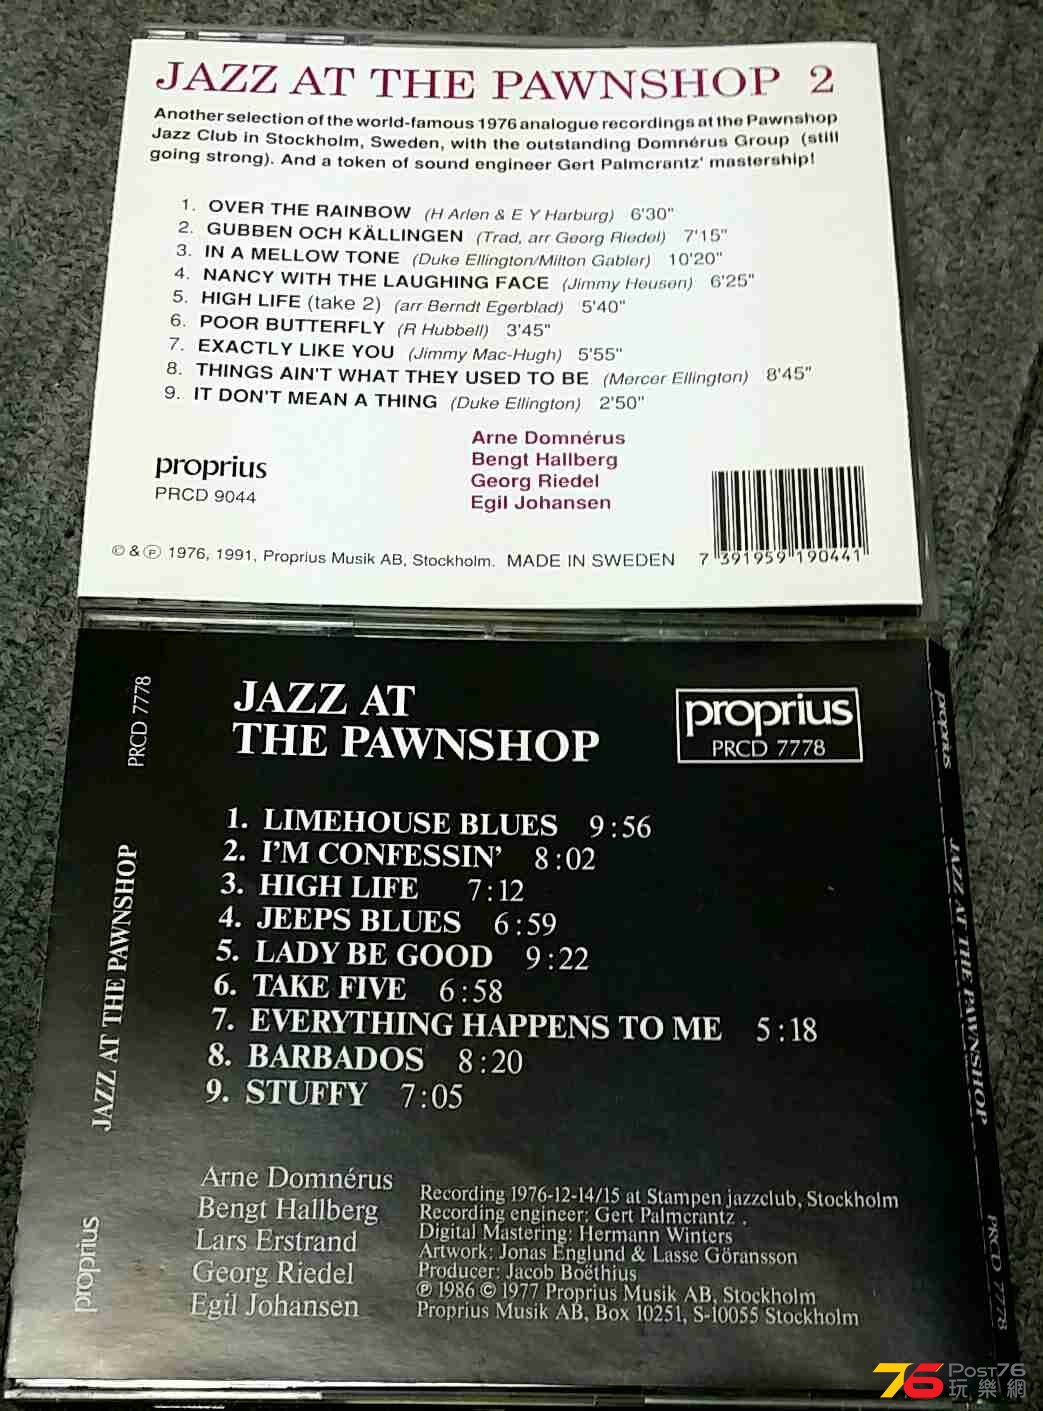 JAZZ AT THE PAWNSHOP 2
Another selection of the world-famous 1976 analogue recordings at the Pawnshop
Jazz Club in Stockholm, Sweden, with the outstanding Domnérus Group (still
going strong). And a token of sound engineer Gert Palmcrantz' mastership!
1. OVER THE RAINBOW (H Arlen & E Y Harburg) 6'30"
2. GUBBEN OCH KÄLLINGEN (Trad, arr Georg Riedel) 7'15"
3. IN A MELLOW TONE (Duke Ellington/Milton Gabler) 10'20"
4. NANCY WITH THE LAUGHING FACE (Jimmy Heusen) 6'25"
5. HIGH LIFE (take 2) (arr Berndt Egerblad) 5'40"
6. POOR BUTTERFLY (R Hubbell) 3'45"
7. EXACTLY LIKE YOU (Jimmy Mac-Hugh) 5'55"
8. THINGS AIN'T WHAT THEY USED TO BE (Mercer Ellington) 8'45"
9. IT DON'T MEAN A THING (Duke Ellington) 2'50"
Arne Domnérus
Bengt Hallberg
Georg Riedel
Egil Johansen
proprius
PRCD 9044
© & ℗ 1976, 1991, Proprius Musik AB, Stockholm. MADE IN SWEDEN
7 391959 190441
PRCD 7778
JAZZ AT THE PAWNSHOP
proprius
JAZZ AT
THE PAWNSHOP
proprius
PRCD 7778
1. LIMEHOUSE BLUES 9:56
2. I'M CONFESSIN' 8:02
3. HIGH LIFE 7:12
4. JEEPS BLUES 6:59
5. LADY BE GOOD 9:22
6. TAKE FIVE 6:58
7. EVERYTHING HAPPENS TO ME 5:18
8. BARBADOS 8:20
9. STUFFY 7:05
Arne Domnérus
Bengt Hallberg
Lars Erstrand
Georg Riedel
Egil Johansen
Recording 1976-12-14/15 at Stampen jazzclub, Stockholm
Recording engineer: Gert Palmcrantz.
Digital Mastering: Hermann Winters
Artwork: Jonas Englund & Lasse Göransson
Producer: Jacob Boëthius
℗ 1986 © 1977 Proprius Musik AB, Stockholm
Proprius Musik AB, Box 10251, S-10055 Stockholm
proprius
JAZZ AT THE PAWNSHOP
PRCD 7778
76 POST76
玩樂網